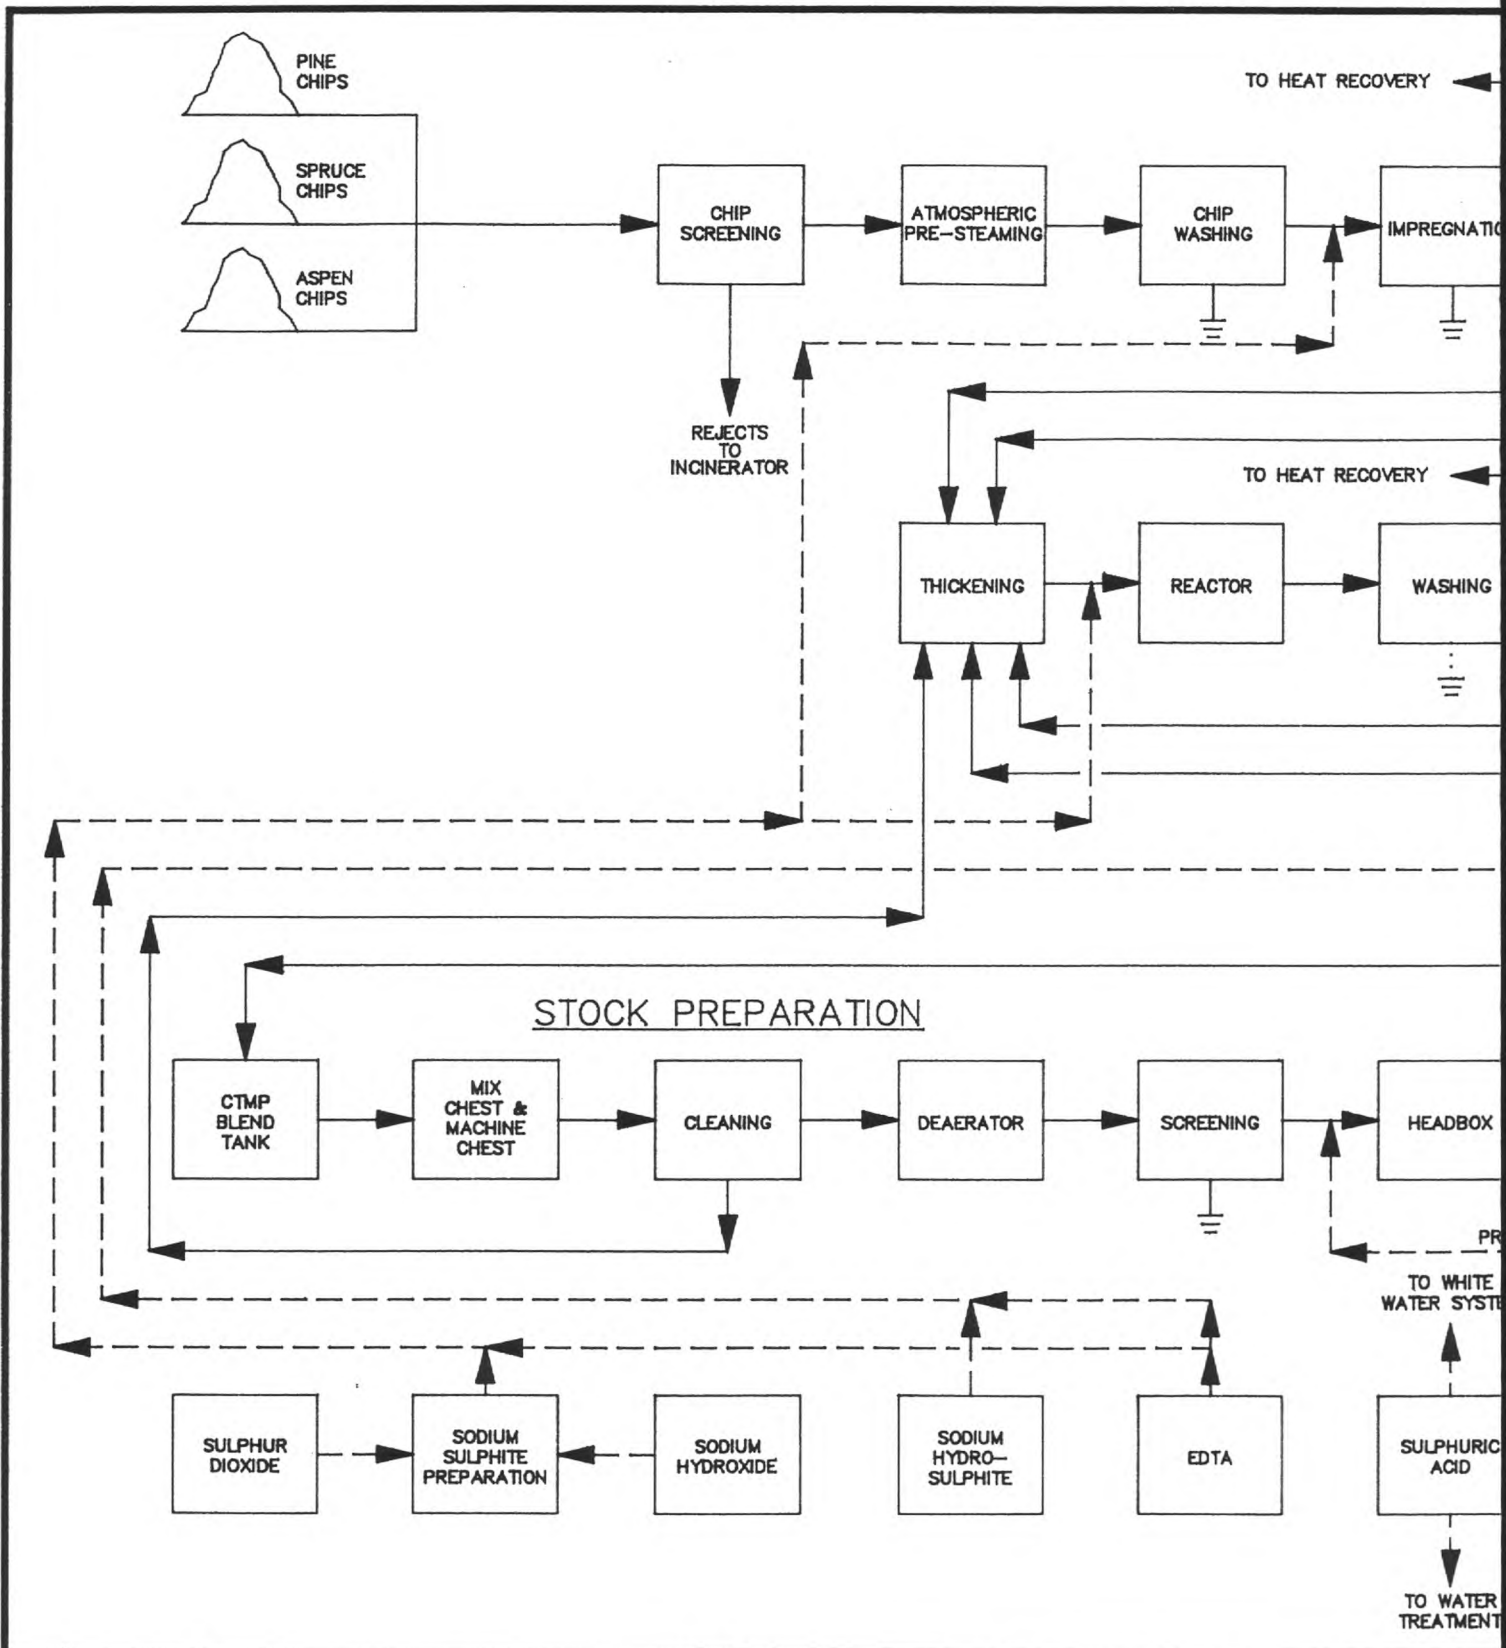 PINE
CHIPS
TO HEAT RECOVERY
SPRUCE
CHIPS
CHIP
SCREENING
ATMOSPHERIC
PRE-STEAMING
CHIP
WASHING
IMPREGNATIO
ASPEN
CHIPS
REJECTS
TO
INCINERATOR
TO HEAT RECOVERY
THICKENING
REACTOR
WASHING
STOCK PREPARATION
CTMP
BLEND
TANK
MIX
CHEST &
MACHINE
CHEST
CLEANING
DEAERATOR
SCREENING
HEADBOX
PR
TO WHITE
WATER SYSTE
SULPHUR
DIOXIDE
SODIUM
SULPHITE
PREPARATION
SODIUM
HYDROXIDE
SODIUM
HYDRO-
SULPHITE
EDTA
SULPHURIC
ACID
TO WATER
TREATMENT